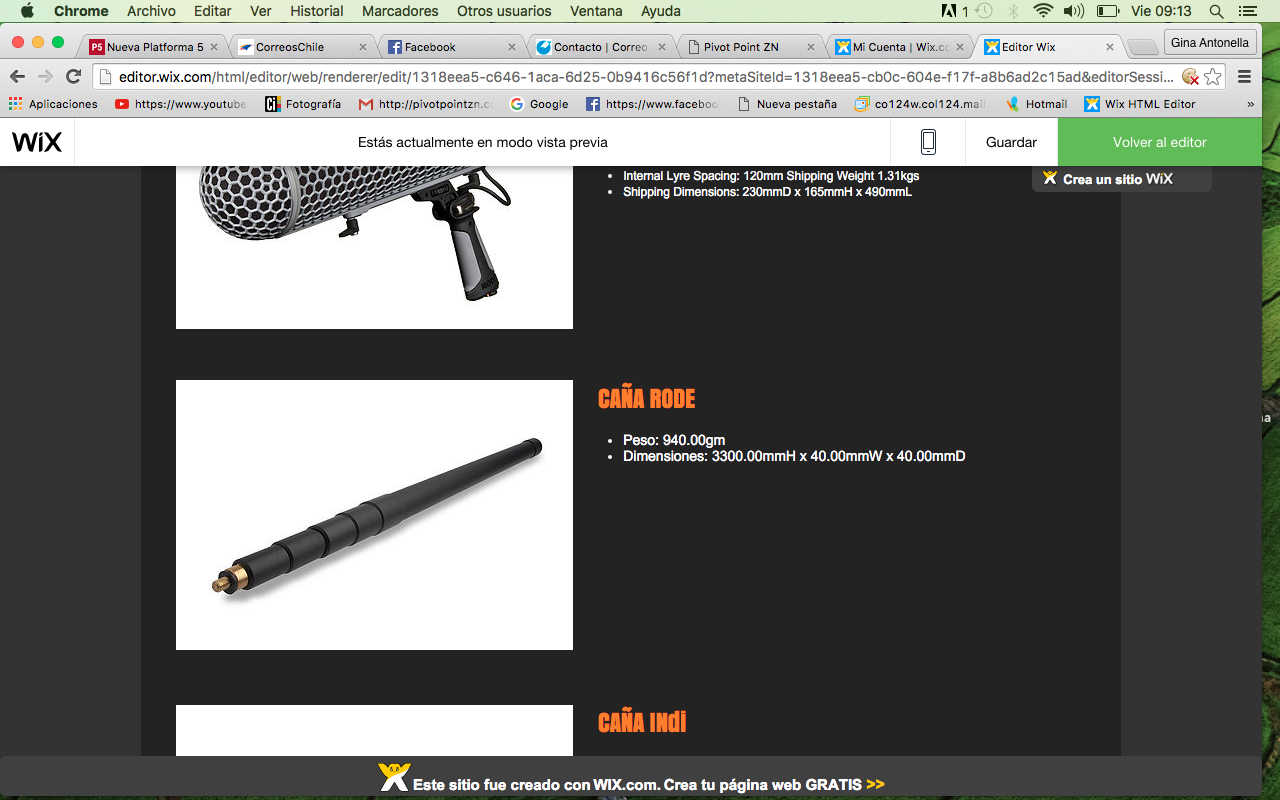 Chrome Archivo Editar Ver Historial Marcadores Otros usuarios Ventana Ayuda 1 Vie 09:13
P5 Nueva Platforma 5 CorreosChile Facebook Contacto | Correo Pivot Point ZN Mi Cuenta | Wix.co Editor Wix Gina Antonella
editor.wix.com/html/editor/web/renderer/edit/1318eea5-c646-1aca-6d25-0b9416c56f1d?metaSiteId=1318eea5-cb0c-604e-f17f-a8b6ad2c15ad&editorSessi...
Aplicaciones https://www.youtube Fotografía http://pivotpointzn.c Google https://www.faceboo Nueva pestaña co124w.col124.mail. Hotmail Wix HTML Editor »
WiX Estás actualmente en modo vista previa Guardar Volver al editor
Internal Lyre Spacing: 120mm Shipping Weight 1.31kgs
Crea un sitio WiX
Shipping Dimensions: 230mmD x 165mmH x 490mmL
RODE
CAÑA RODE
Peso: 940.00gm
Dimensiones: 3300.00mmH x 40.00mmW x 40.00mmD
CAÑA INdi
Este sitio fue creado con WIX.com. Crea tu página web GRATIS >>